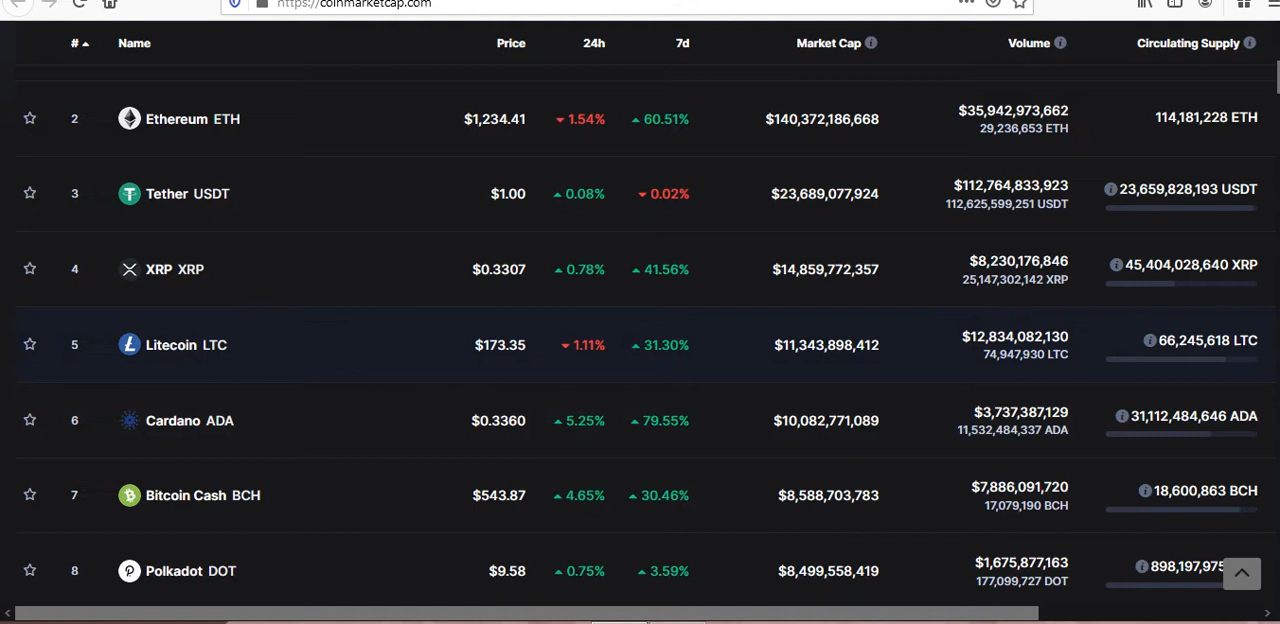 https://coinmarketcap.com
# Name Price 24h 7d Market Cap Volume Circulating Supply
2 Ethereum ETH $1,234.41 1.54% 60.51% $140,372,186,668 $35,942,973,662 114,181,228 ETH
29,236,653 ETH
3 Tether USDT $1.00 0.08% 0.02% $23,689,077,924 $112,764,833,923 23,659,828,193 USDT
112,625,599,251 USDT
4 XRP XRP $0.3307 0.78% 41.56% $14,859,772,357 $8,230,176,846 45,404,028,640 XRP
25,147,302,142 XRP
5 Litecoin LTC $173.35 1.11% 31.30% $11,343,898,412 $12,834,082,130 66,245,618 LTC
74,947,930 LTC
6 Cardano ADA $0.3360 5.25% 79.55% $10,082,771,089 $3,737,387,129 31,112,484,646 ADA
11,532,484,337 ADA
7 Bitcoin Cash BCH $543.87 4.65% 30.46% $8,588,703,783 $7,886,091,720 18,600,863 BCH
17,079,190 BCH
8 Polkadot DOT $9.58 0.75% 3.59% $8,499,558,419 $1,675,877,163 898,197,975
177,099,727 DOT